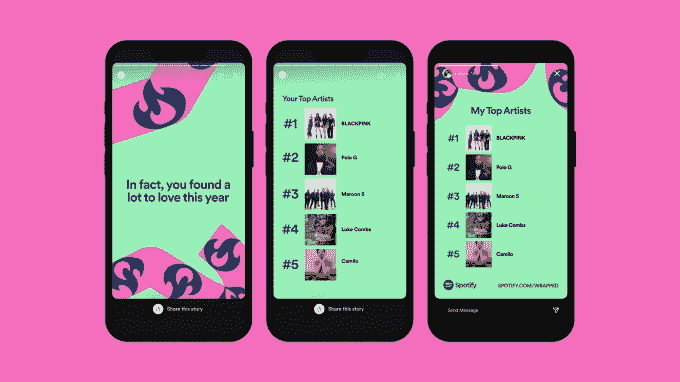 In fact, you found a
lot to love this year
Share this story
Your Top Artists
#1 BLACKPINK
#2 Polo G
#3 Maroon 5
#4 Luke Combs
#5 Camilo
Share this story
My Top Artists
#1 BLACKPINK
#2 Polo G
#3 Maroon 5
#4 Luke Combs
#5 Camilo
Spotify SPOTIFY.COM/WRAPPED
Send Message